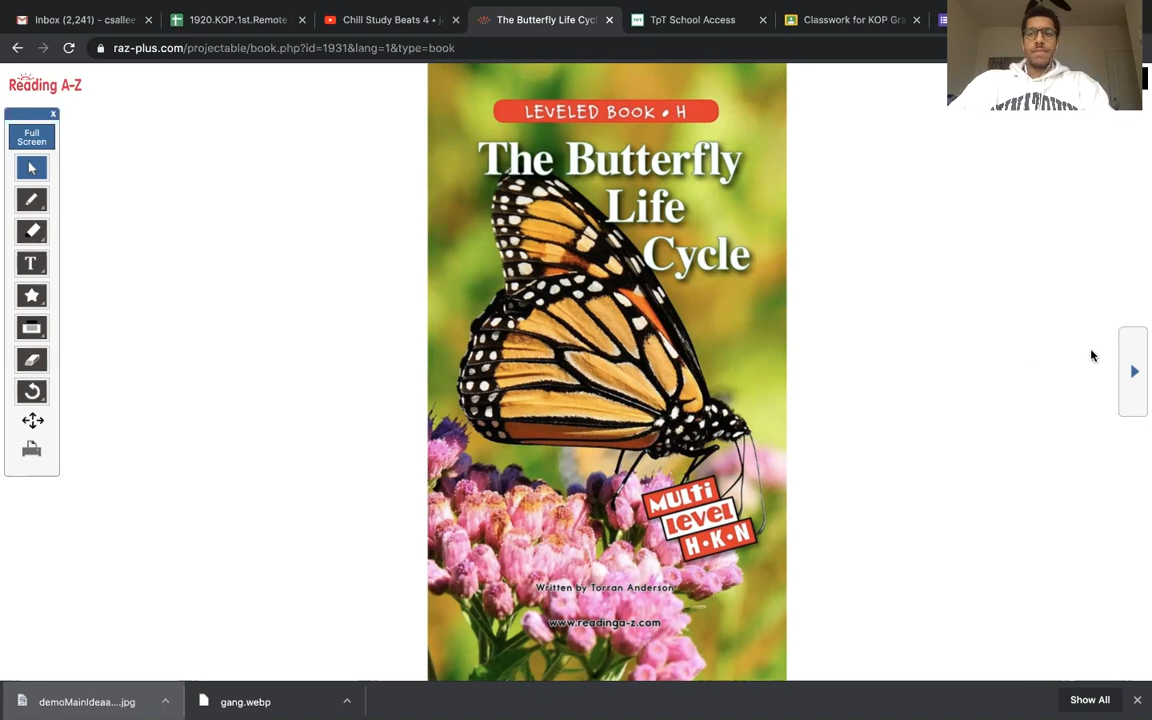 Inbox (2,241) - csallee
1920.KOP.1st.Remote
Chill Study Beats 4 •
The Butterfly Life Cyc
TpT School Access
Classwork for KOP Gra
raz-plus.com/projectable/book.php?id=1931&lang=1&type=book
Reading A-Z
x
Full
Screen
T
LEVELED BOOK • H
The Butterfly
Life
Cycle
MULTI
level
H•K•N
Written by Torran Anderson
www.readinga-z.com
demoMainIdeaa....jpg
gang.webp
Show All